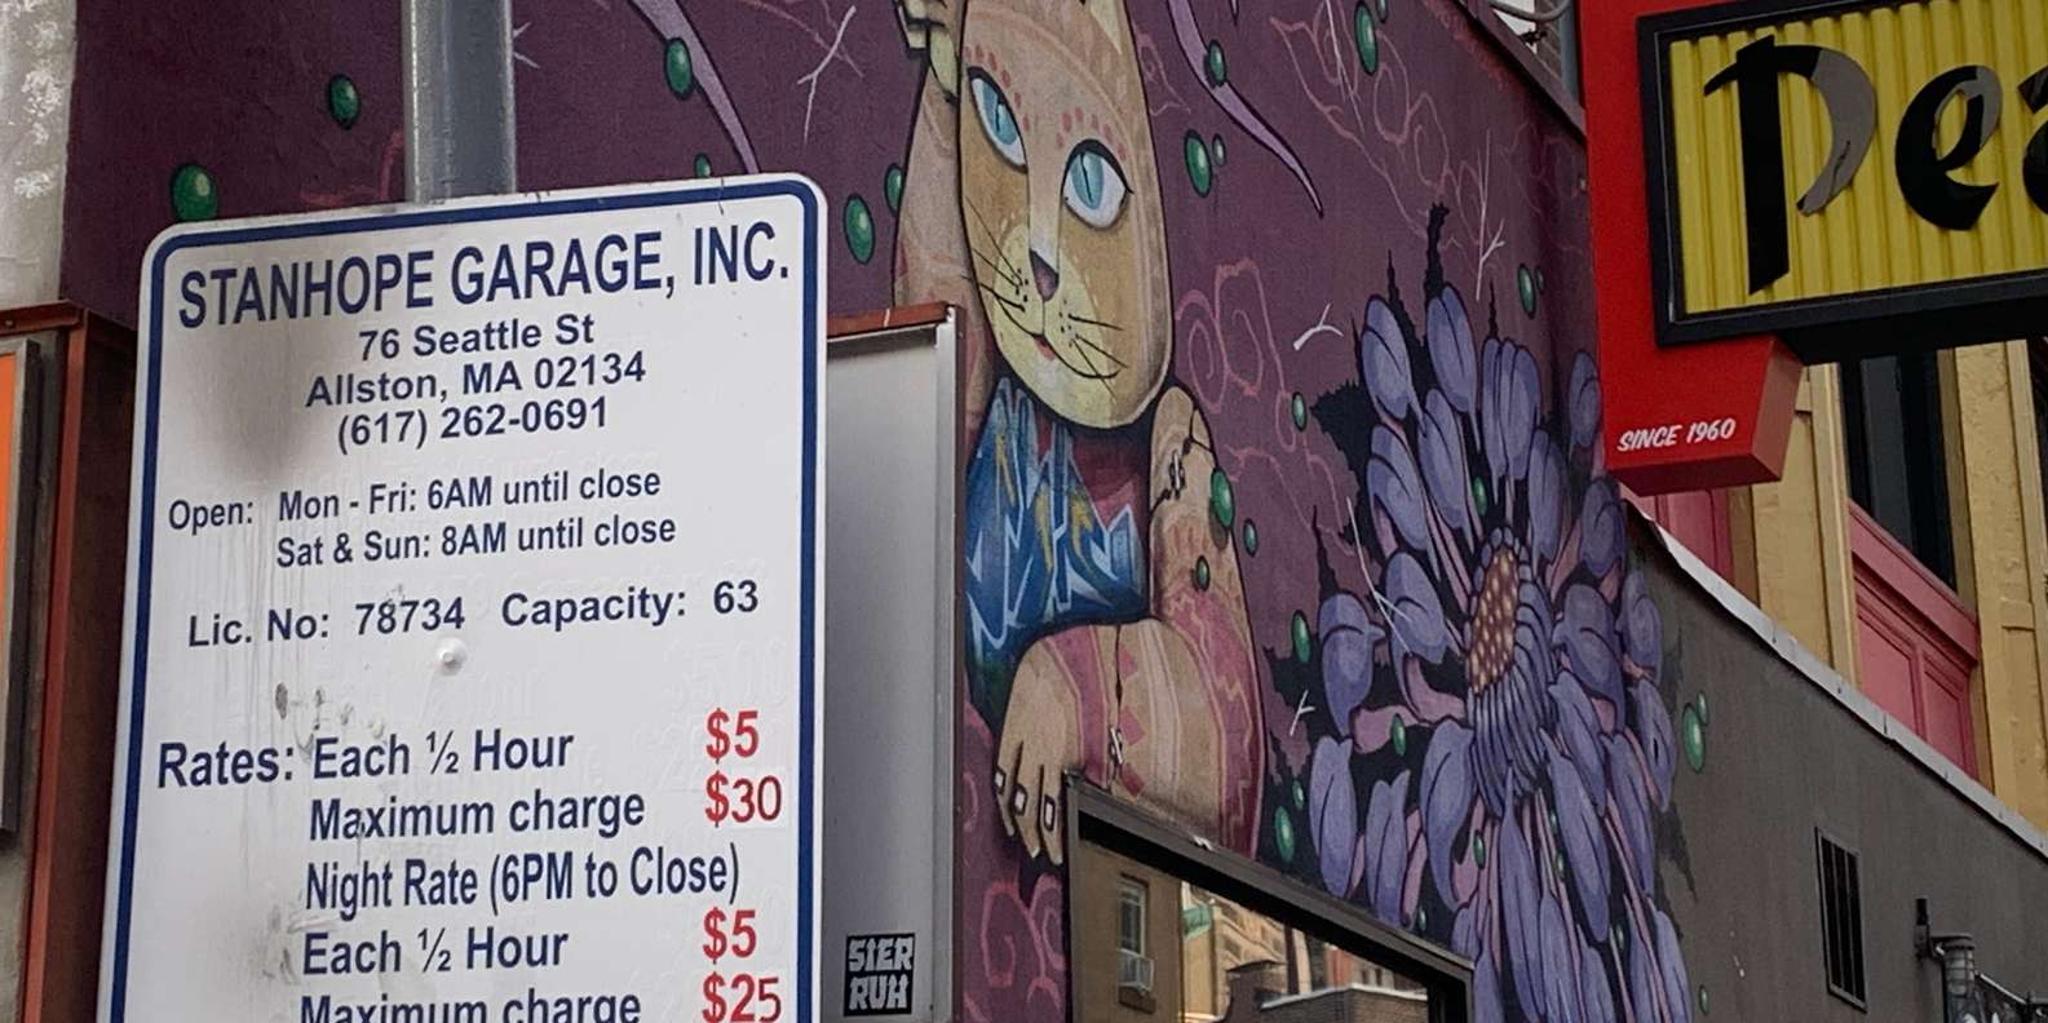 STANHOPE GARAGE, INC.
76 Seattle St
Allston, MA 02134
(617) 262-0691
Open: Mon - Fri: 6AM until close
Sat & Sun: 8AM until close
Lic. No: 78734 Capacity: 63
Rates: Each ½ Hour $5
Maximum charge $30
Night Rate (6PM to Close)
Each ½ Hour $5
Maximum charge $25
SIER
RUH
Pea
SINCE 1960